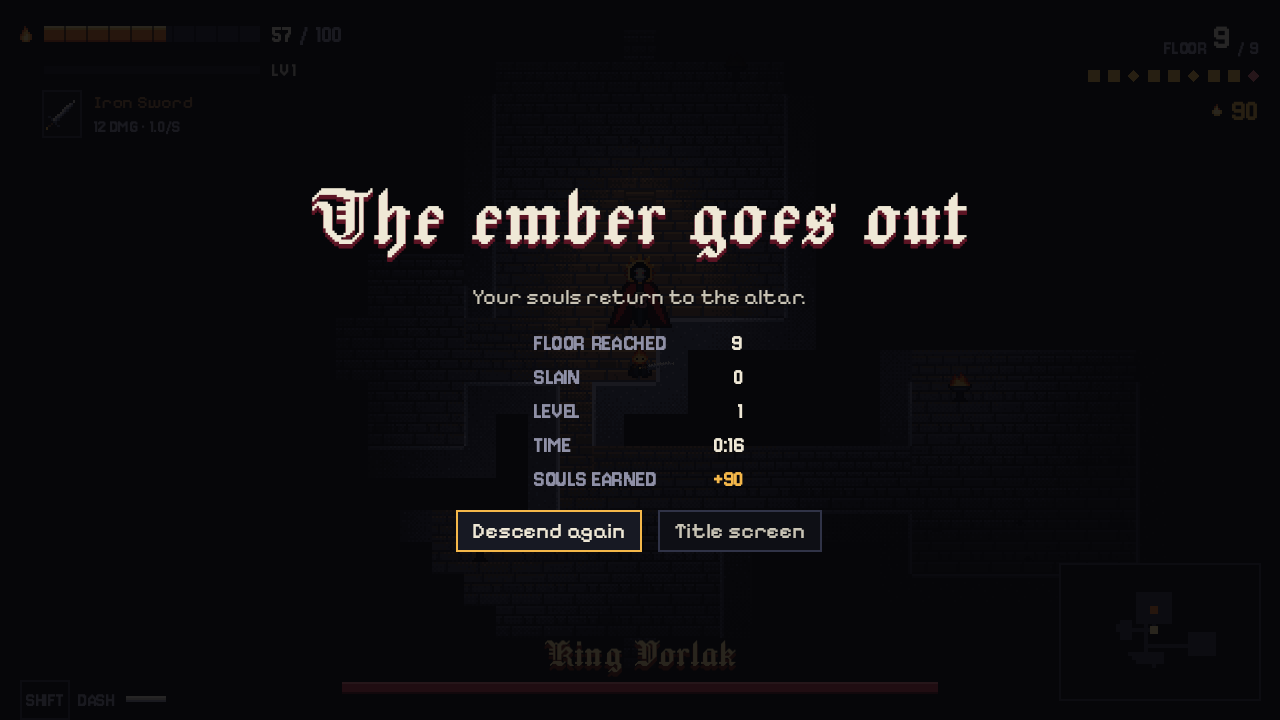 57 / 100
FLOOR 9 / 9
LV1
Iron Sword
12 DMG · 1.0/S
90
The ember goes out
Your souls return to the altar.
FLOOR REACHED 9
SLAIN 0
LEVEL 1
TIME 0:16
SOULS EARNED +90
Descend again
Title screen
King Vorlak
SHIFT DASH